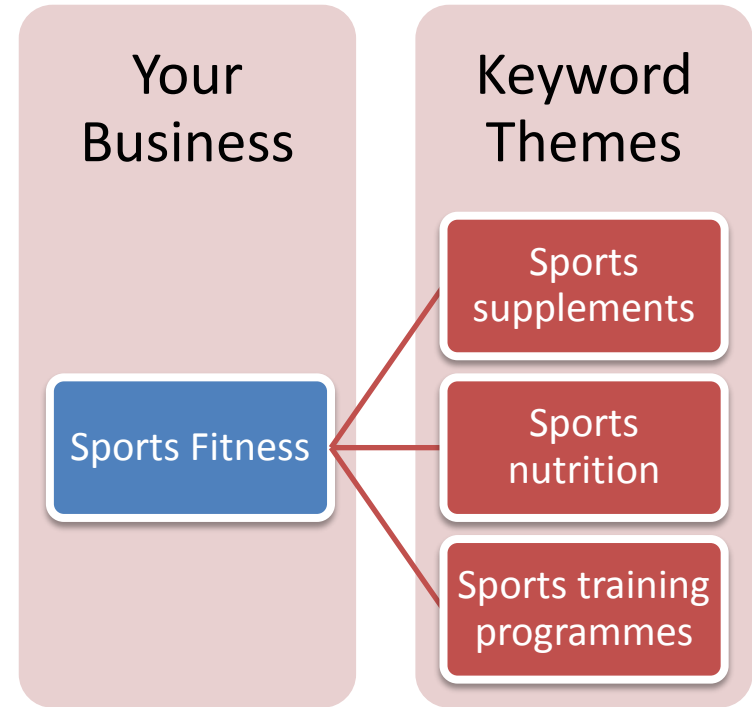 Your
Business
Keyword
Themes
Sports Fitness
Sports
supplements
Sports
nutrition
Sports training
programmes